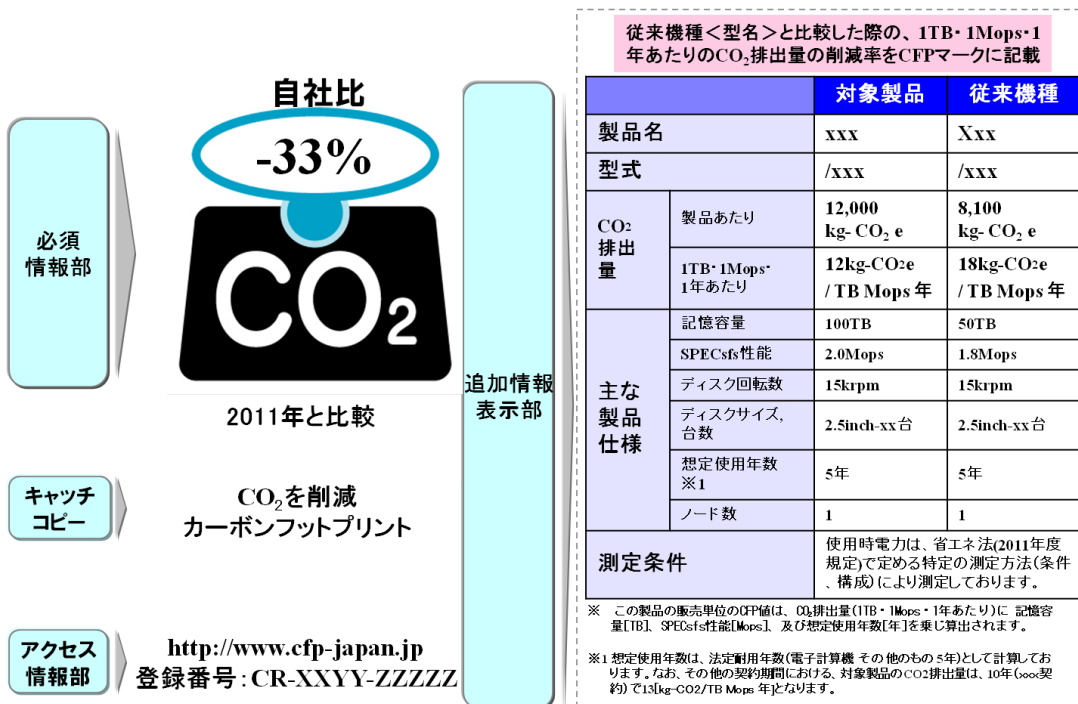 必須
情報部
自社比
-33%
CO2
2011年と比較
キャッチ
コピー
CO2を削減
カーボンフットプリント
アクセス
情報部
http://www.cfp-japan.jp
登録番号：CR-XXYY-ZZZZZ
追加情報
表示部
従来機種＜型名＞と比較した際の、1TB・1Mops・1
年あたりのCO2排出量の削減率をCFPマークに記載
対象製品 従来機種
製品名 xxx Xxx
型式 /xxx /xxx
CO2
排出
量
製品あたり
12,000
kg- CO2 e
8,100
kg- CO2 e
1TB・1Mops・
1年あたり
12kg-CO2e
/ TB Mops 年
18kg-CO2e
/ TB Mops 年
主な
製品
仕様
記憶容量 100TB 50TB
SPECsfs性能 2.0Mops 1.8Mops
ディスク回転数 15krpm 15krpm
ディスクサイズ,
台数
2.5inch-xx台 2.5inch-xx台
想定使用年数
※1
5年 5年
ノード数 1 1
測定条件
使用時電力は、省エネ法(2011年度
規定)で定める特定の測定方法(条件
、構成)により測定しております。
※ この製品の販売単位のCFP値は、CO2排出量(1TB・1Mops・1年あたり)に 記憶容
量[TB]、SPECsfs性能[Mops]、及び想定使用年数[年]を乗じ算出されます。
※1 想定使用年数は、法定耐用年数(電子計算機 その他のもの 5年)として計算してお
ります。なお、その他の契約期間における、対象製品のCO2排出量は、10年(xxx契
約)で13[kg-CO2/TB Mops 年]となります。